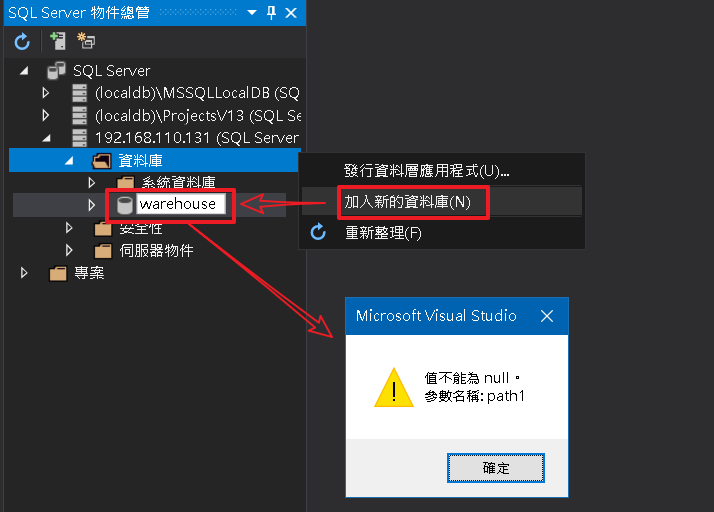 SQL Server 物件總管
SQL Server
(localdb)\MSSQLLocalDB (SQ
(localdb)\ProjectsV13 (SQL Se
192.168.110.131 (SQL Server
資料庫
系統資料庫
warehouse
安全性
伺服器物件
專案
發行資料層應用程式(U)...
加入新的資料庫(N)
重新整理(F)
Microsoft Visual Studio
值不能為 null。
參數名稱: path1
確定